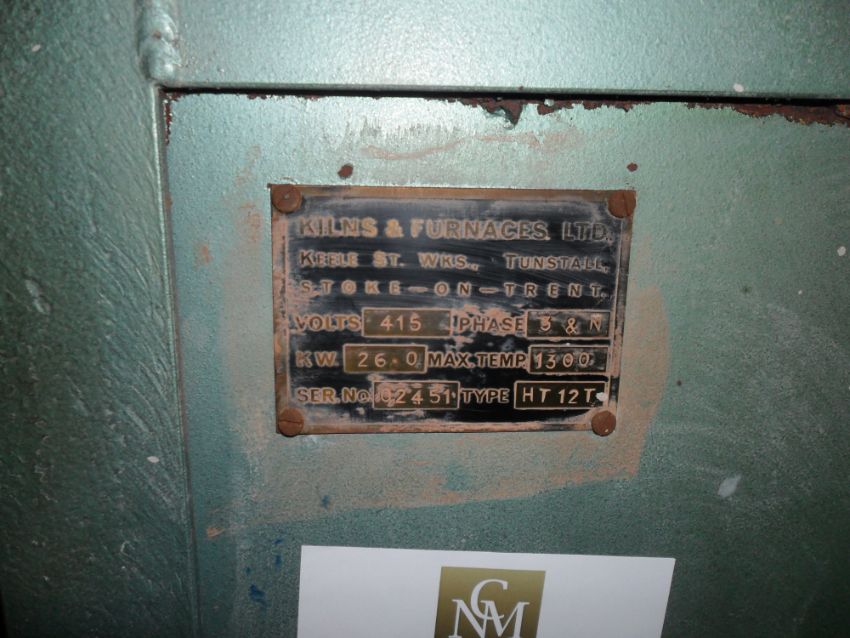 KILNS & FURNACES. LTD.
KEELE ST. WKS., TUNSTALL,
STOKE-ON-TRENT.
VOLTS 415 PHASE 3 & N
KW. 26.0 MAX. TEMP. 1300
SER. No. 02451 TYPE HT 12T
NCM